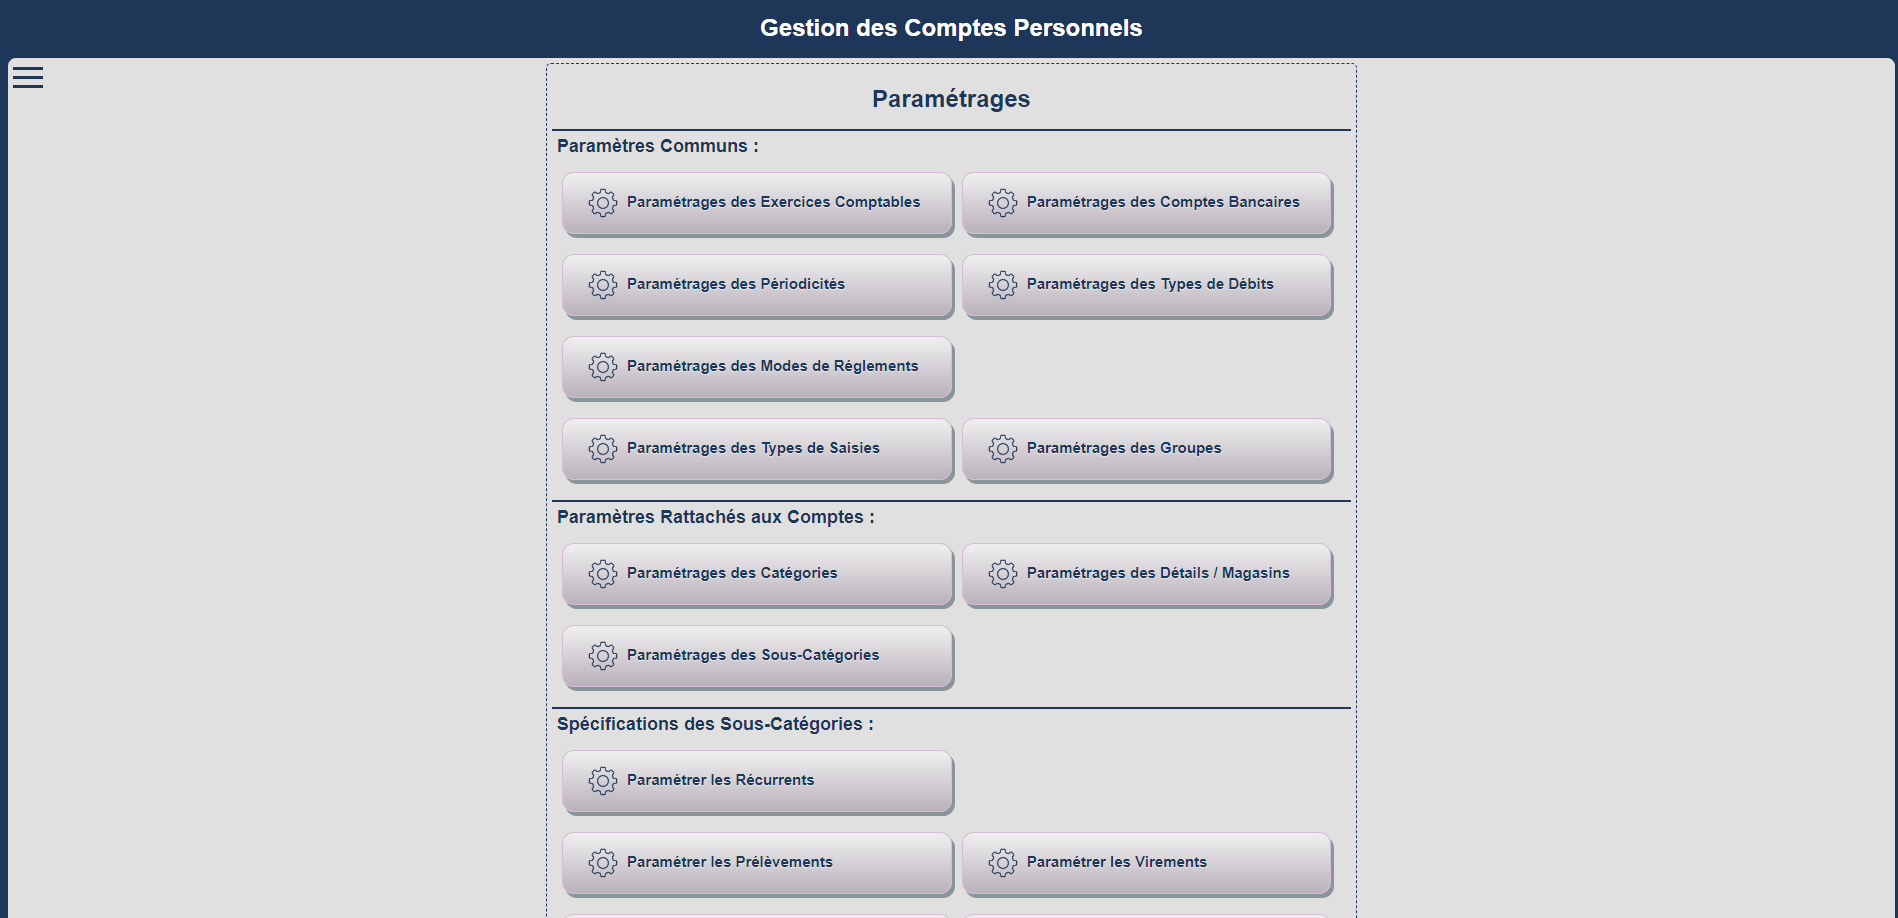 Gestion des Comptes Personnels
Paramétrages
Paramètres Communs :
Paramétrages des Exercices Comptables
Paramétrages des Comptes Bancaires
Paramétrages des Périodicités
Paramétrages des Types de Débits
Paramétrages des Modes de Réglements
Paramétrages des Types de Saisies
Paramétrages des Groupes
Paramètres Rattachés aux Comptes :
Paramétrages des Catégories
Paramétrages des Détails / Magasins
Paramétrages des Sous-Catégories
Spécifications des Sous-Catégories :
Paramétrer les Récurrents
Paramétrer les Prélèvements
Paramétrer les Virements